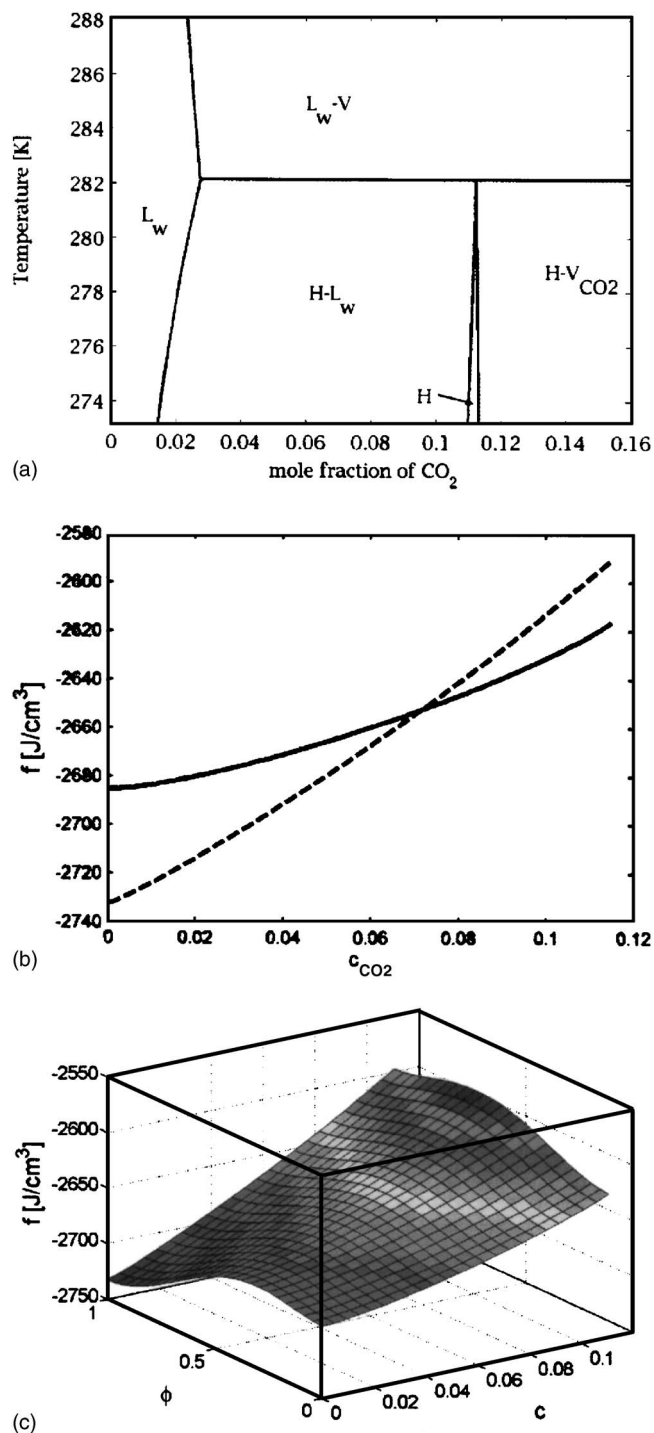 288
286
284
282
280
278
276
274
Temperature [K]
L_w-V
L_w
H-L_w
H-V_CO2
H
0 0.02 0.04 0.06 0.08 0.1 0.12 0.14 0.16
mole fraction of CO_2
(a)
-2580
-2600
-2620
-2640
-2660
-2680
-2700
-2720
-2740
f [J/cm^3]
0 0.02 0.04 0.06 0.08 0.1 0.12
c_CO2
(b)
-2550
-2600
-2650
-2700
-2750
f [J/cm^3]
1
0.5
0
ϕ
0 0.02 0.04 0.06 0.08 0.1
c
(c)